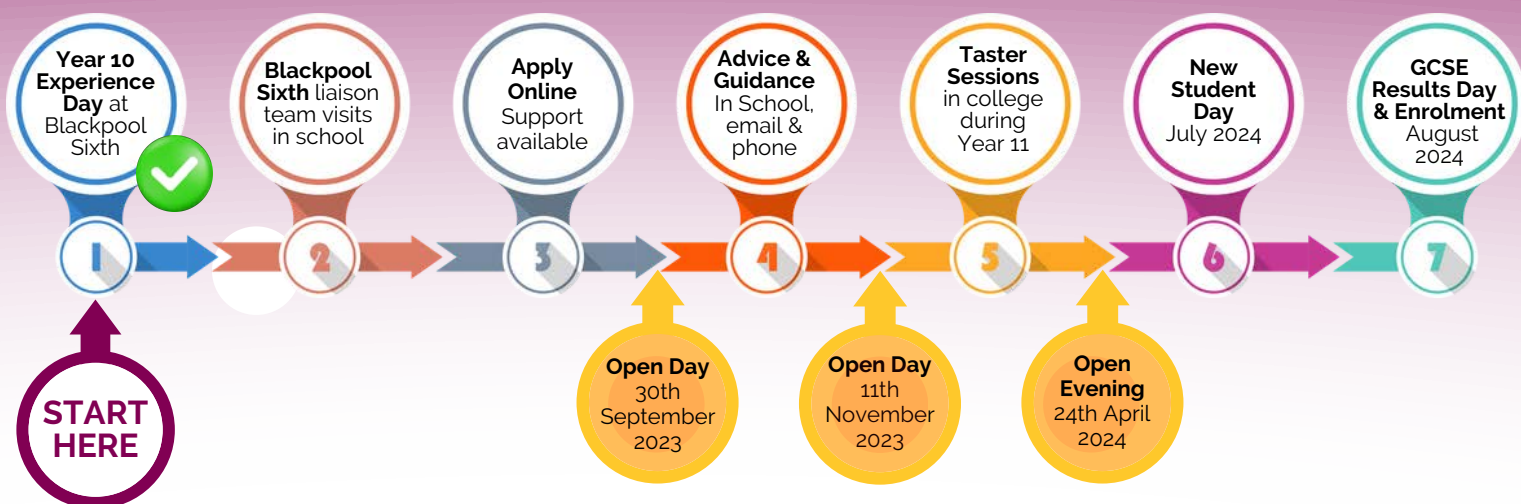 Year 10
Experience
Day at
Blackpool
Sixth
Blackpool
Sixth liaison
team visits
in school
Apply
Online
Support
available
Advice &
Guidance
In School,
email &
phone
Taster
Sessions
in college
during
Year 11
New
Student
Day
July 2024
GCSE
Results Day
& Enrolment
August
2024
1
2
3
4
5
6
7
START
HERE
Open Day
30th
September
2023
Open Day
11th
November
2023
Open
Evening
24th April
2024